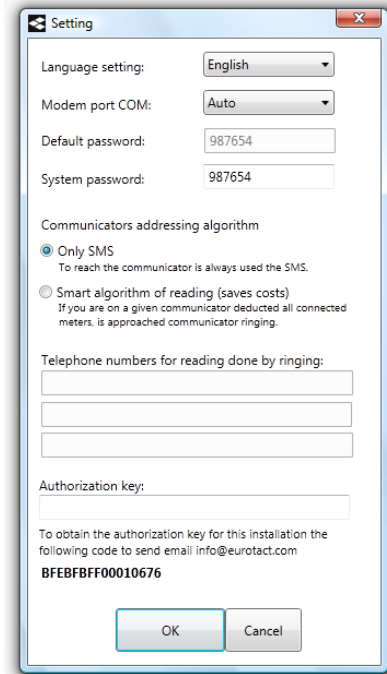 Setting
Language setting: English
Modem port COM: Auto
Default password: 987654
System password: 987654
Communicators addressing algorithm
Only SMS
To reach the communicator is always used the SMS.
Smart algorithm of reading (saves costs)
If you are on a given communicator deducted all connected
meters, is approached communicator ringing.
Telephone numbers for reading done by ringing:
Authorization key:
To obtain the authorization key for this installation the
following code to send email info@eurotact.com
BFEBFBFF00010676
OK Cancel